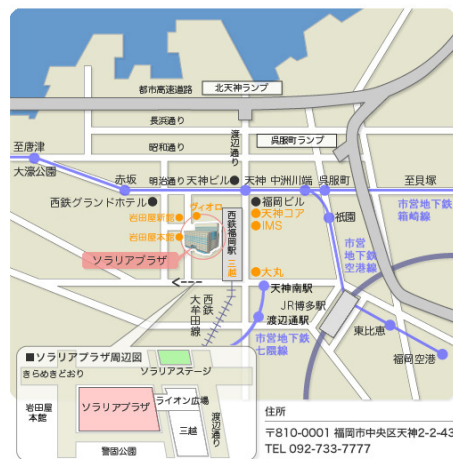 都市高速道路
北天神ランプ
長浜通り
渡辺通り
呉服町ランプ
昭和通り
至唐津
大濠公園
赤坂
明治通り
天神ビル
天神
中洲川端
呉服町
至貝塚
西鉄グランドホテル
福岡ビル
市営地下鉄
箱崎線
ヴィオロ
天神コア
岩田屋新館
IMS
祇園
西鉄福岡駅
岩田屋本館
市営
地下鉄
空港線
ソラリアプラザ
三越
大丸
天神南駅
西鉄
大牟田線
JR博多駅
渡辺通駅
東比恵
市営地下鉄
七隈線
福岡空港
■ソラリアプラザ周辺図
きらめきどおり
ソラリアステージ
岩田屋
本館
ソラリアプラザ
ライオン広場
渡辺通り
三越
警固公園
住所
〒810-0001 福岡市中央区天神2-2-43
TEL 092-733-7777